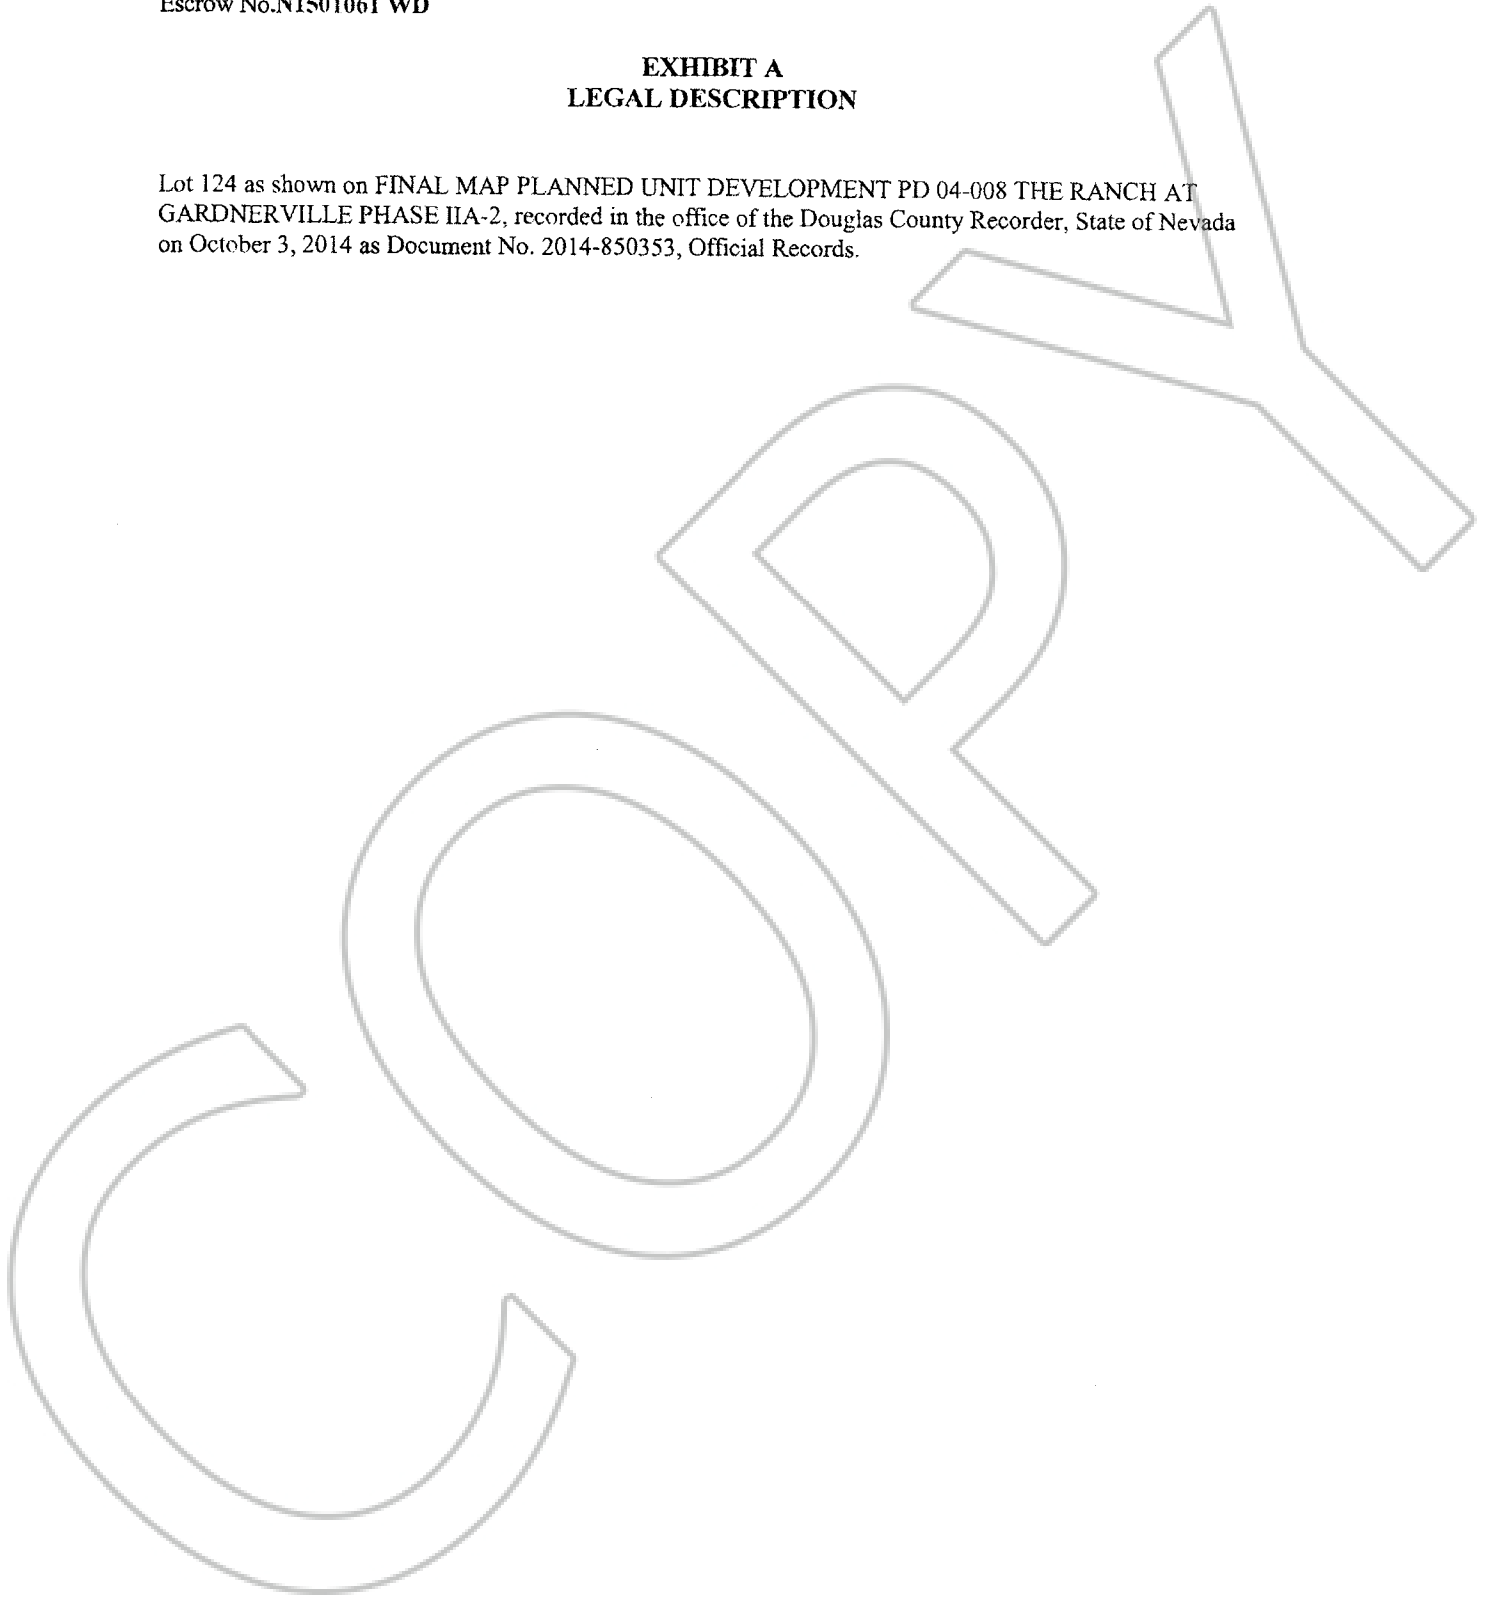 Escrow No.N1501061 WD
EXHIBIT A
LEGAL DESCRIPTION
Lot 124 as shown on FINAL MAP PLANNED UNIT DEVELOPMENT PD 04-008 THE RANCH AT
GARDNERVILLE PHASE IIA-2, recorded in the office of the Douglas County Recorder, State of Nevada
on October 3, 2014 as Document No. 2014-850353, Official Records.
COPY